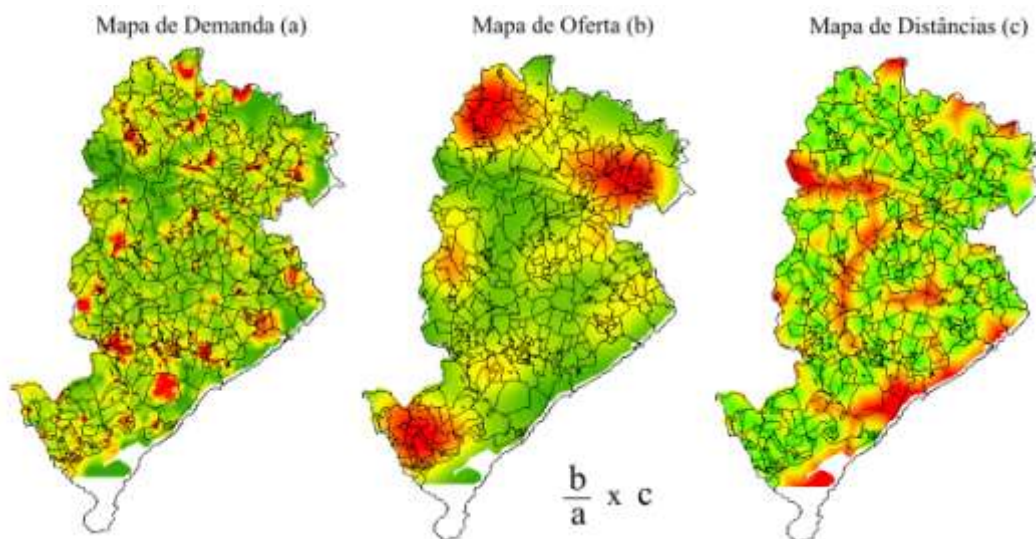 Mapa de Demanda (a)
Mapa de Oferta (b)
Mapa de Distâncias (c)
b
a
x c